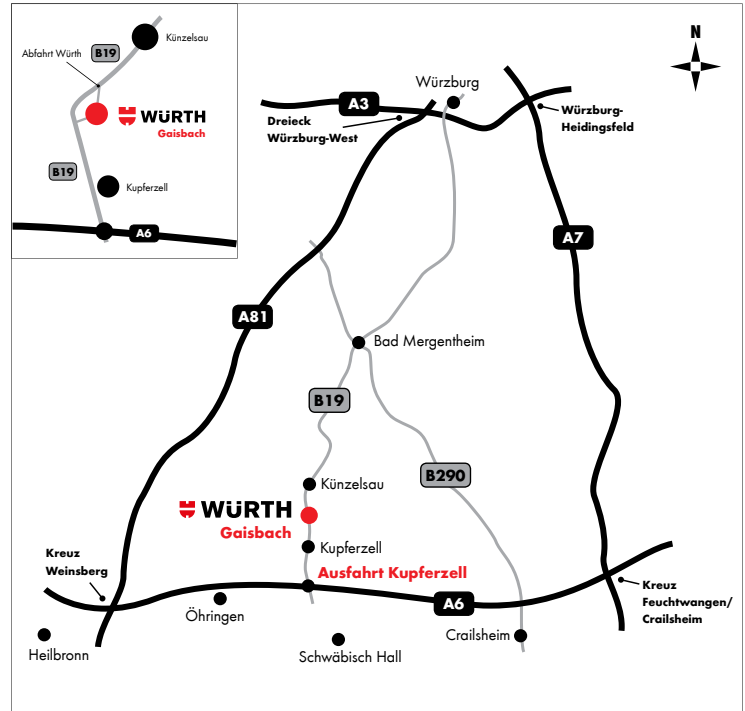 Künzelsau
B19
Abfahrt Würth
WÜRTH
Gaisbach
B19
Kupferzell
A6
N
Würzburg
A3
Dreieck
Würzburg-West
Würzburg-
Heidingsfeld
A7
A81
Bad Mergentheim
B19
B290
Künzelsau
WÜRTH
Gaisbach
Kupferzell
Kreuz
Weinsberg
Ausfahrt Kupferzell
A6
Kreuz
Feuchtwangen/
Crailsheim
Öhringen
Crailsheim
Heilbronn
Schwäbisch Hall